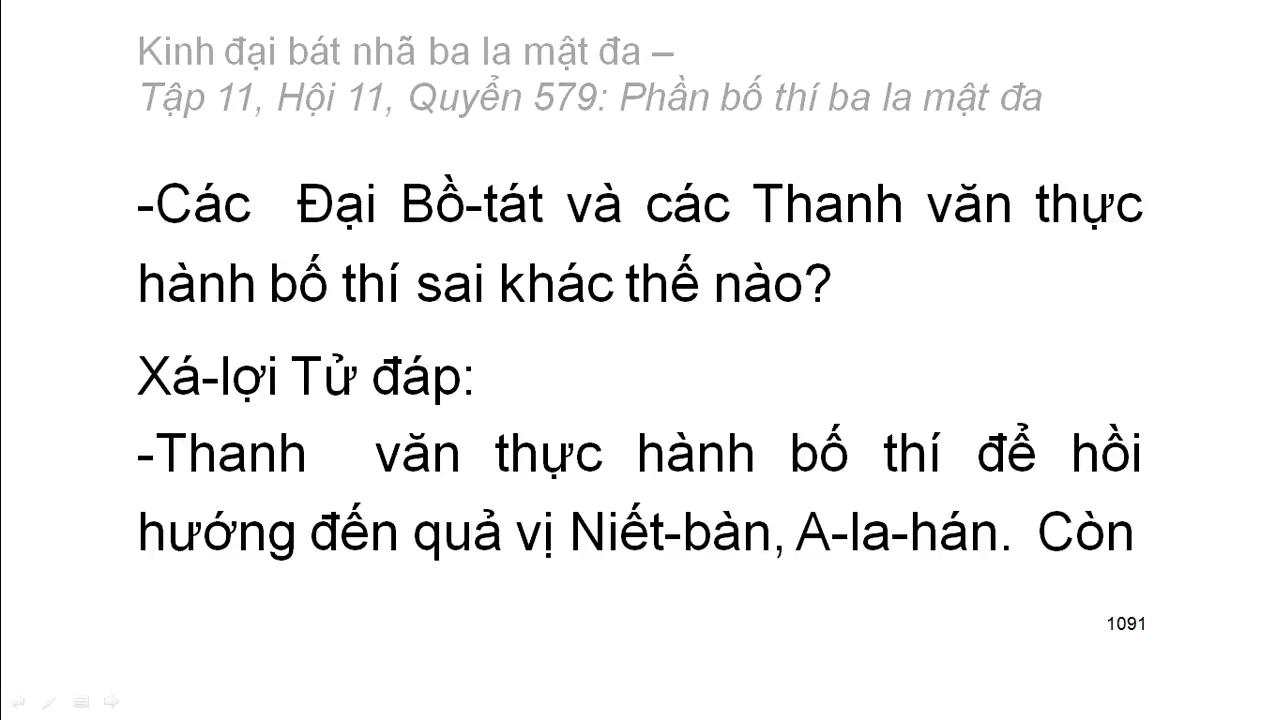 Kinh đại bát nhã ba la mật đa –
Tập 11, Hội 11, Quyển 579: Phần bố thí ba la mật đa
-Các Đại Bồ-tát và các Thanh văn thực
hành bố thí sai khác thế nào?
Xá-lợi Tử đáp:
-Thanh văn thực hành bố thí để hồi
hướng đến quả vị Niết-bàn, A-la-hán. Còn
1091